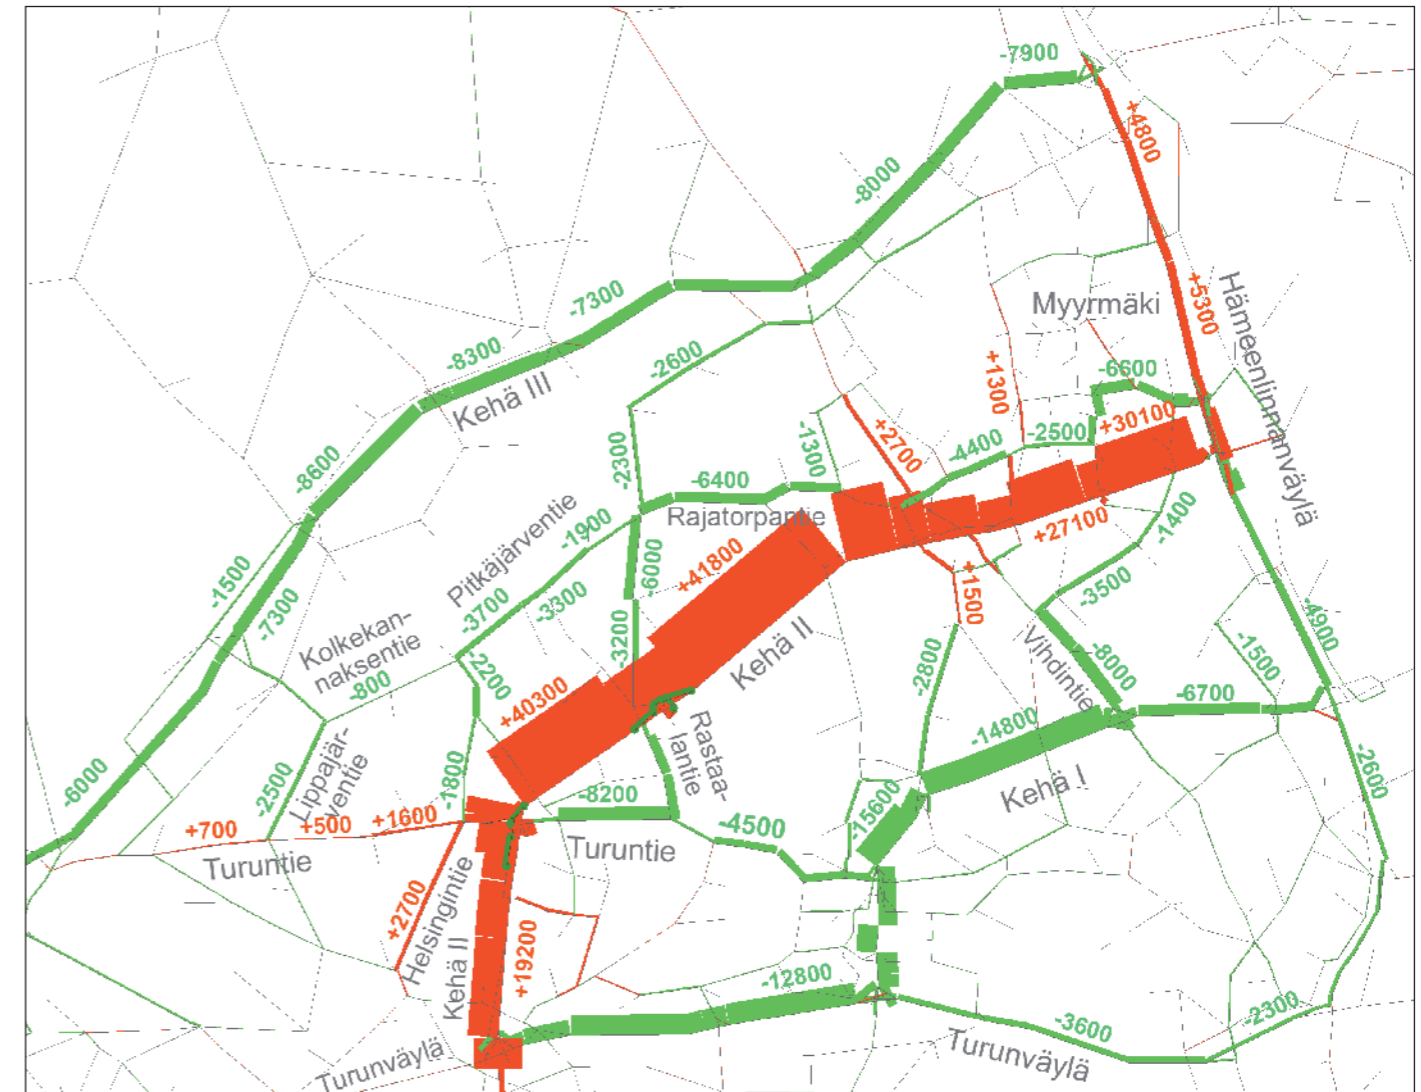 -7900
+4800
-8000
-7300
+5300
Hämeenlinnanväylä
Myyrmäki
-8300
-2600
Kehä III
+1300
-6600
+30100
-2500
-4400
+2700
-1300
-2300
-6400
-8600
Rajatorpantie
+27100
-1400
Pitkäjärventie
-1900
-6000
+41800
-1500
-7300
-3700
-3300
+1500
-3500
-4900
Kolkekan-
naksentie
-800
-2200
-3200
Kehä II
-2800
Vihdintie
-8000
-1500
-6700
+40300
Rastaa-
lantie
-14800
Kehä I
-2600
-6000
-2500
Lippajär-
ventie
-1800
-8200
-15600
+700
+500
+1600
-4500
Turuntie
Turuntie
+2700
Helsingintie
Kehä II
+19200
-12800
-3600
-2300
Turunväylä
Turunväylä